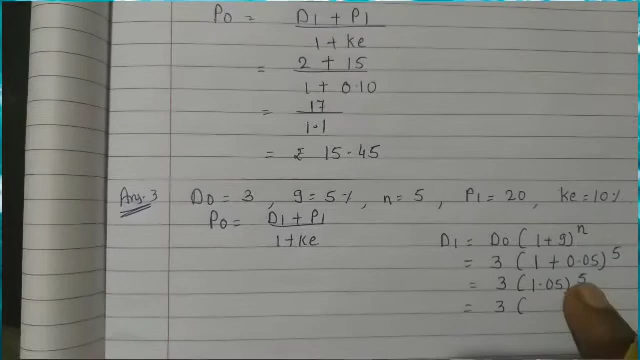 P0 = D1 + P1 / 1 + ke
= 2 + 15 / 1 + 0.10
= 17 / 1.1
= ₹ 15.45
Ans.3 D0 = 3 , g = 5% , n = 5 , P1 = 20 , ke = 10%
P0 = D1 + P1 / 1 + ke
D1 = D0 (1+g)^n
= 3 (1 + 0.05)^5
= 3 (1.05)^5
= 3 (